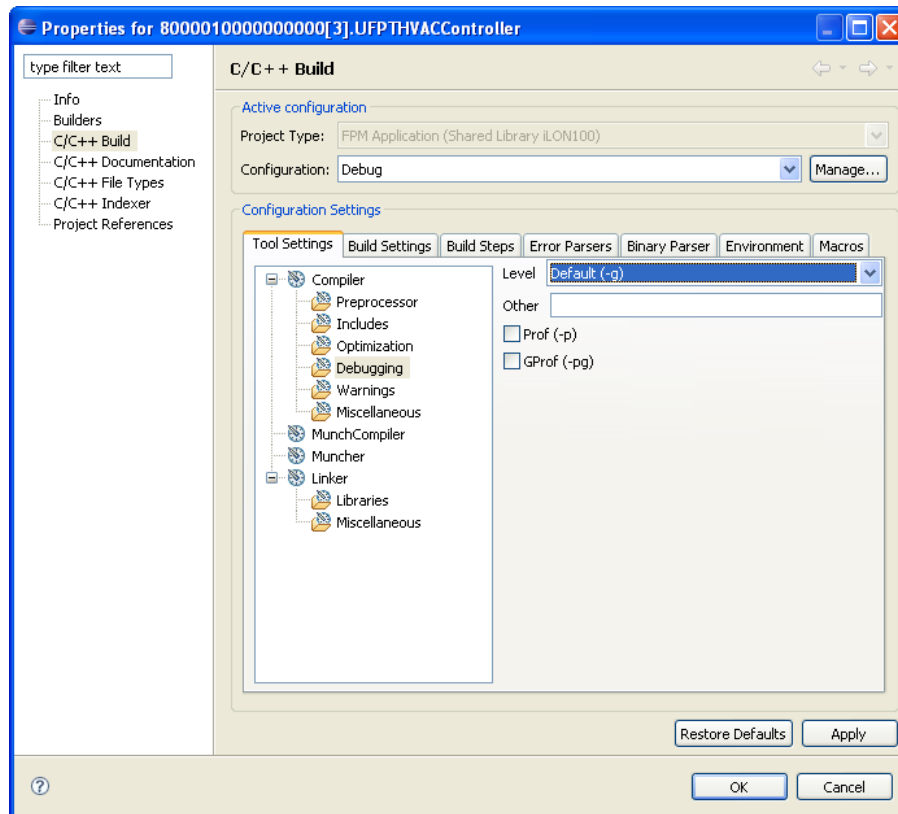 Properties for 8000010000000000[3].UFPTHVACController
type filter text
C/C++ Build
Info
Builders
C/C++ Build
C/C++ Documentation
C/C++ File Types
C/C++ Indexer
Project References
Active configuration
Project Type: FPM Application (Shared Library iLON100)
Configuration: Debug Manage...
Configuration Settings
Tool Settings Build Settings Build Steps Error Parsers Binary Parser Environment Macros
Compiler
Preprocessor
Includes
Optimization
Debugging
Warnings
Miscellaneous
MunchCompiler
Muncher
Linker
Libraries
Miscellaneous
Level Default (-g)
Other
Prof (-p)
GProf (-pg)
Restore Defaults Apply
? OK Cancel